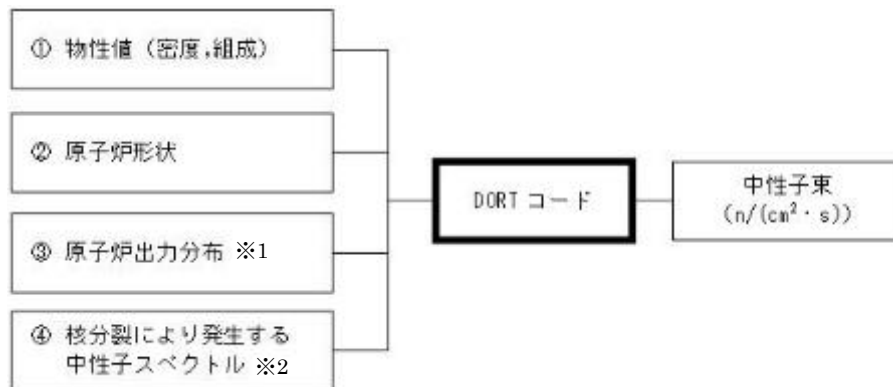 ① 物性値（密度,組成）
② 原子炉形状
③ 原子炉出力分布 ※1
④ 核分裂により発生する
中性子スペクトル ※2
DORT コード
中性子束
(n/(cm²・s))